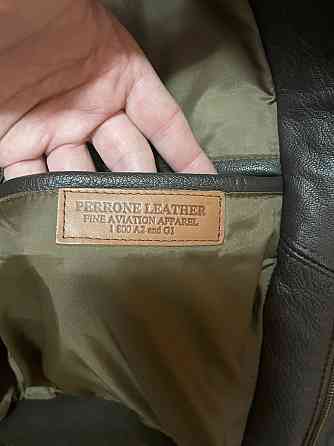 PERRONE LEATHER
FINE AVIATION APPAREL
1 800 A2 and G1